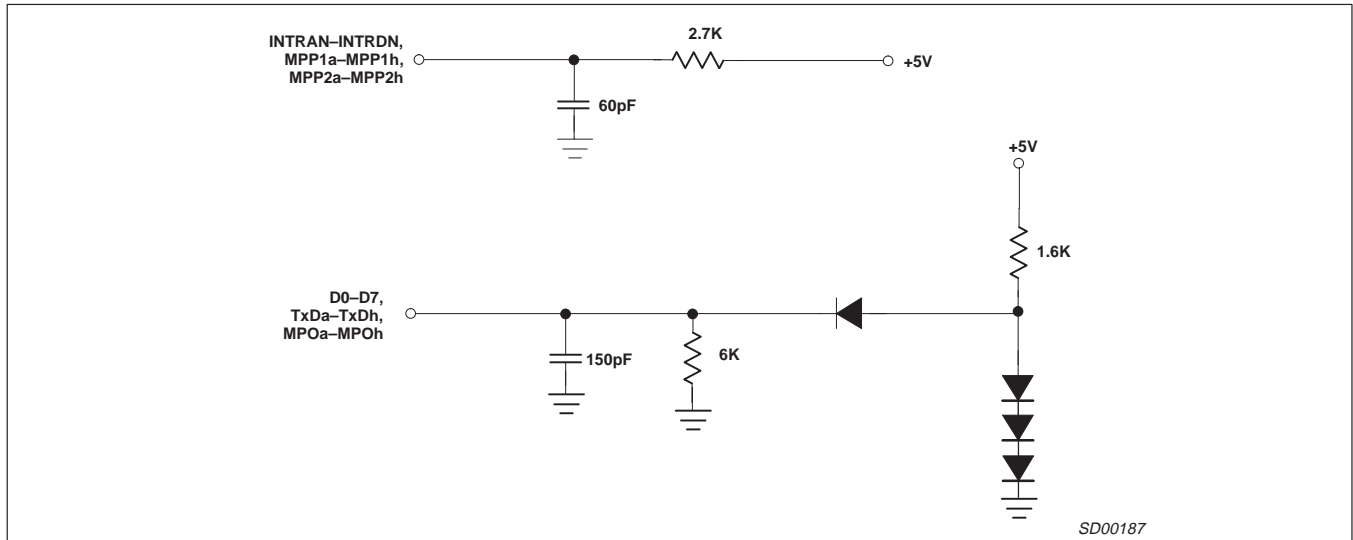 INTRAN–INTRDN,
MPP1a–MPP1h,
MPP2a–MPP2h
2.7K
+5V
60pF
+5V
1.6K
D0–D7,
TxDa–TxDh,
MPOa–MPOh
150pF
6K
SD00187